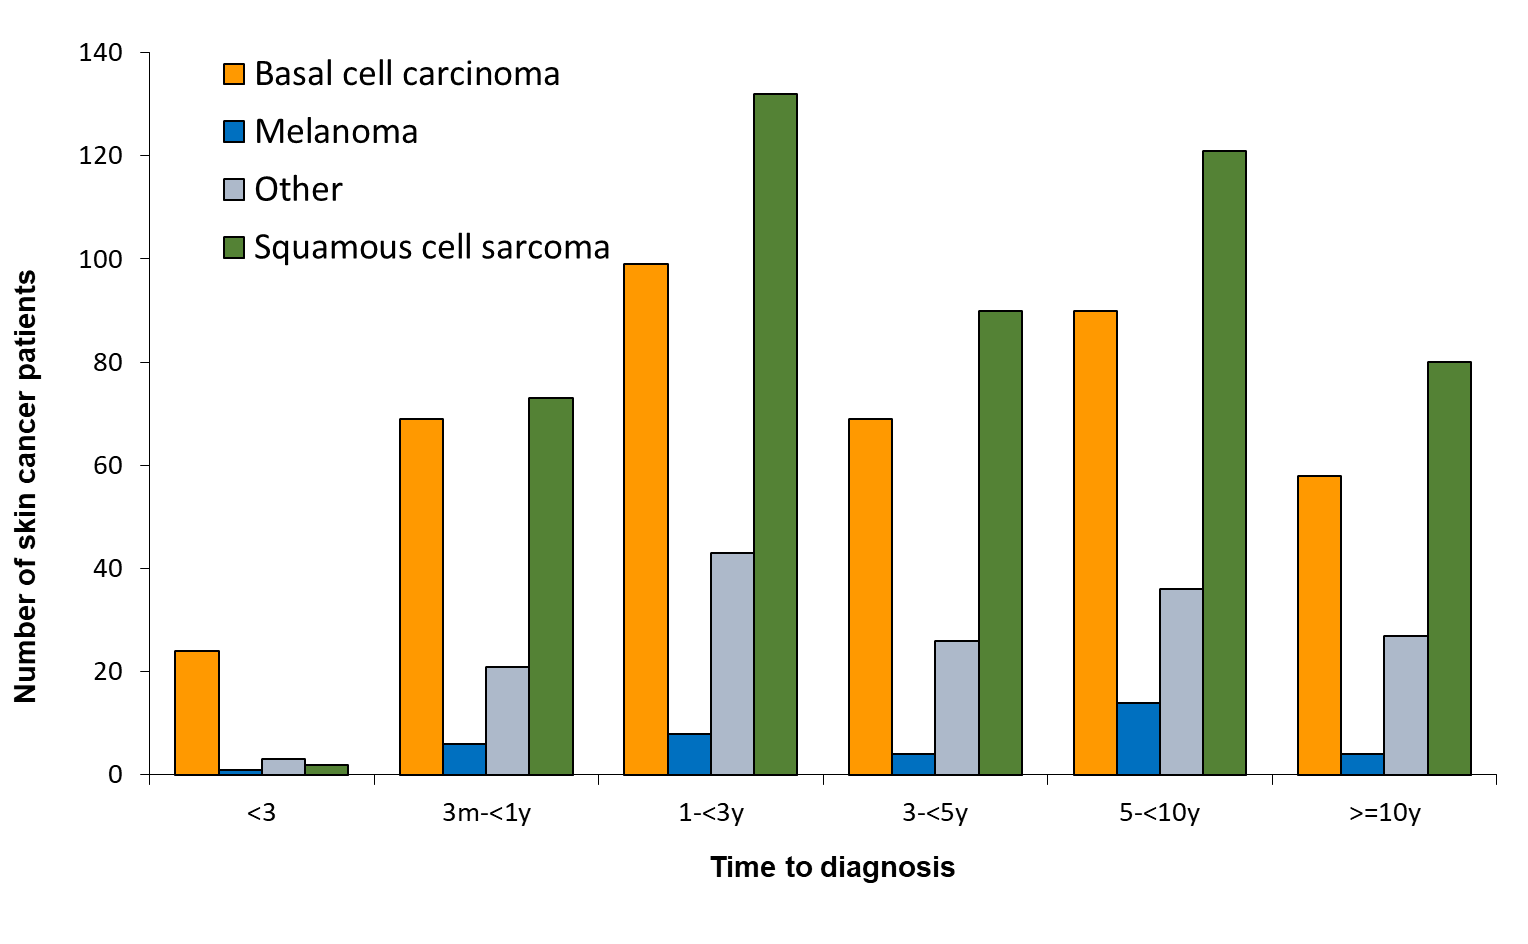 140
120
100
80
60
40
20
0
Basal cell carcinoma
Melanoma
Other
Squamous cell sarcoma
Number of skin cancer patients
<3
3m-<1y
1-<3y
3-<5y
5-<10y
>=10y
Time to diagnosis